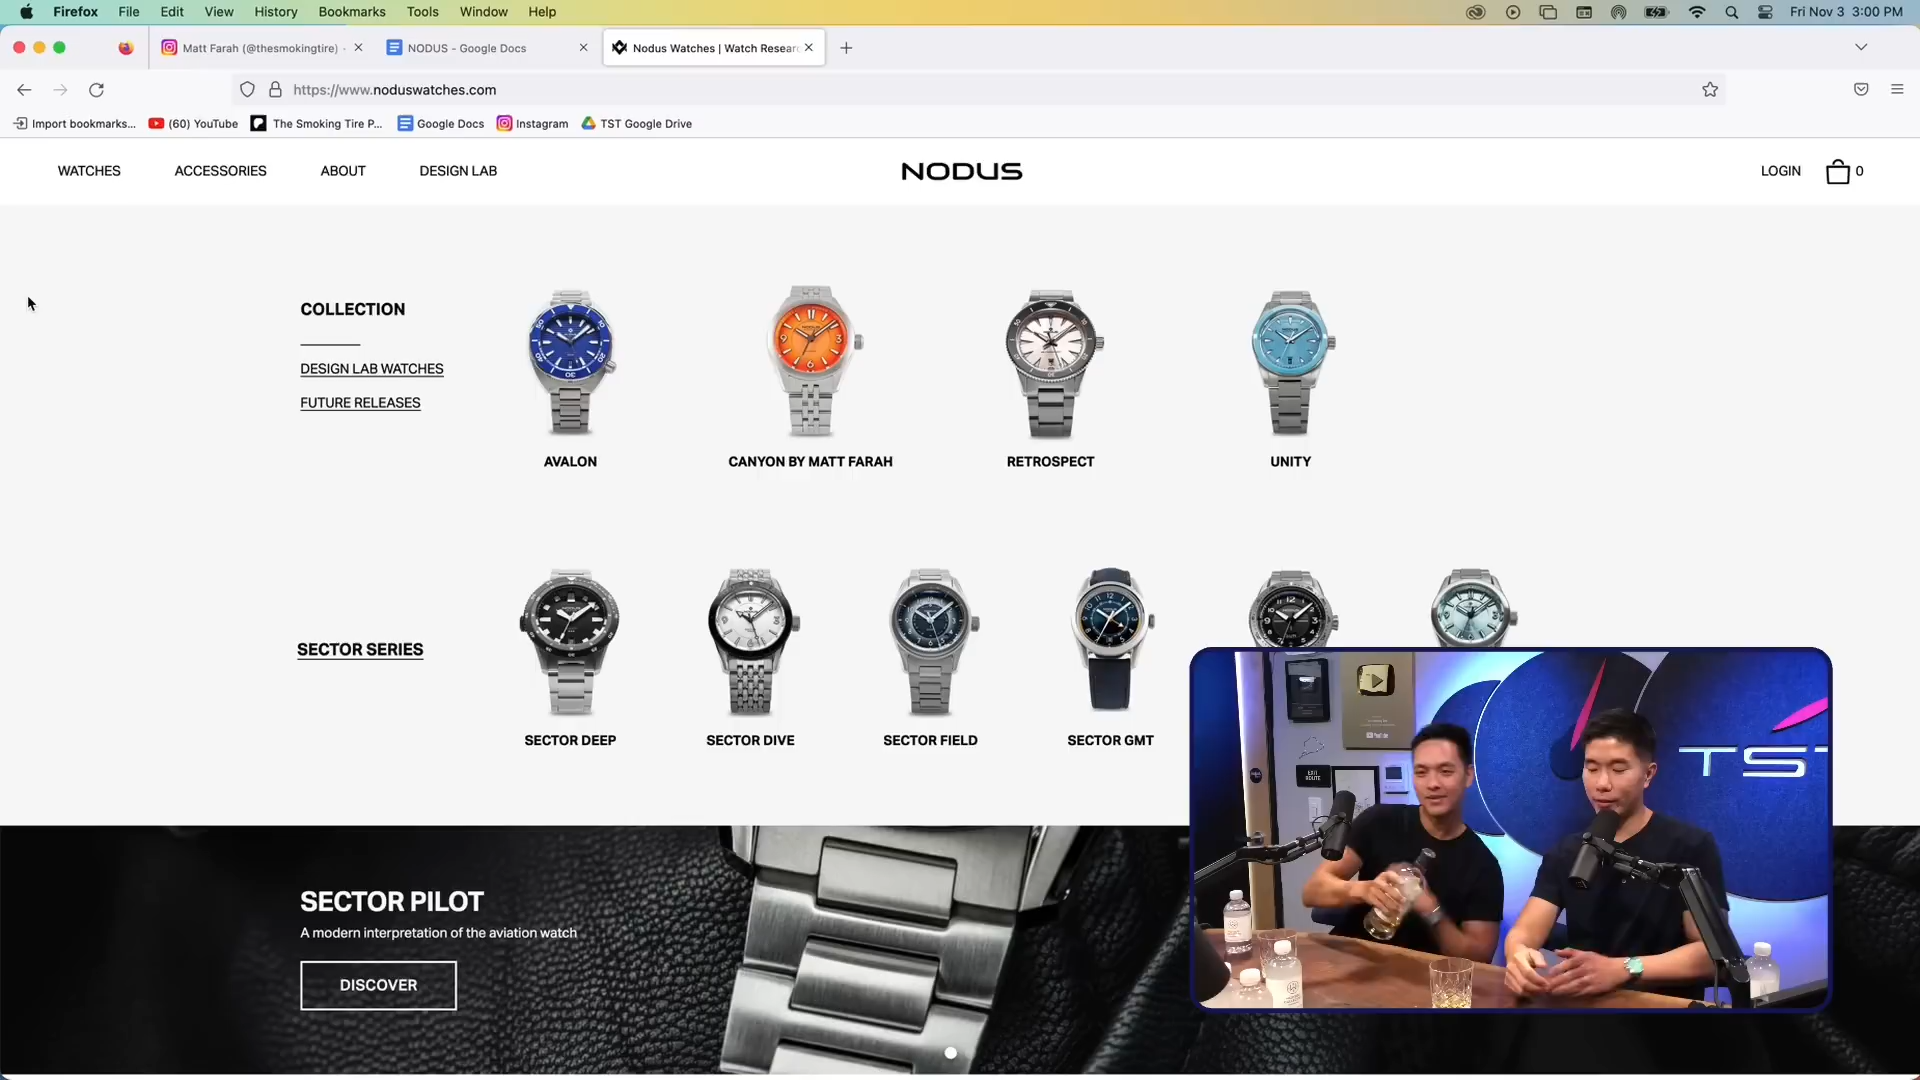 Firefox File Edit View History Bookmarks Tools Window Help Fri Nov 3 3:00 PM
Matt Farah (@thesmokingtire) · NODUS - Google Docs Nodus Watches | Watch Resear
https://www.noduswatches.com
Import bookmarks... (60) YouTube The Smoking Tire P... Google Docs Instagram TST Google Drive
WATCHES ACCESSORIES ABOUT DESIGN LAB NODUS LOGIN 0
COLLECTION
DESIGN LAB WATCHES
FUTURE RELEASES
AVALON CANYON BY MATT FARAH RETROSPECT UNITY
SECTOR SERIES
SECTOR DEEP SECTOR DIVE SECTOR FIELD SECTOR GMT
EXIT
ROUTE
YouTube
TST
SECTOR PILOT
A modern interpretation of the aviation watch
DISCOVER